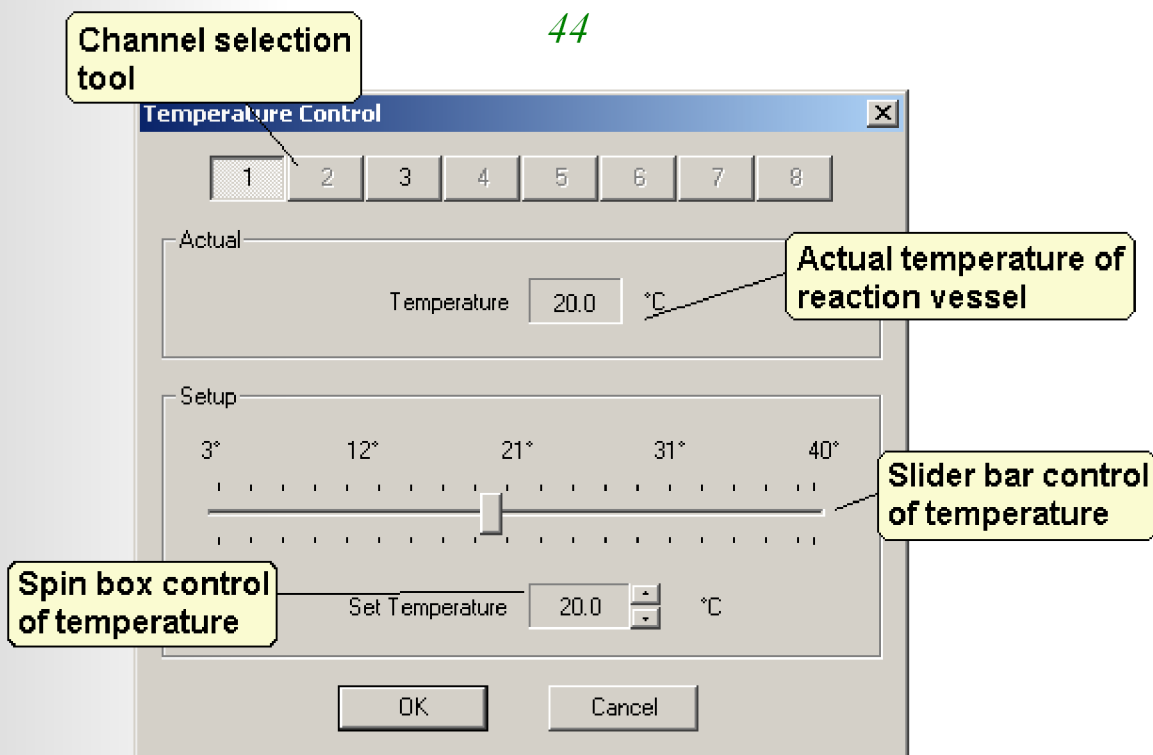 44
Channel selection
tool
Temperature Control
1 2 3 4 5 6 7 8
Actual
Temperature 20.0 °C
Actual temperature of
reaction vessel
Setup
3° 12° 21° 31° 40°
Slider bar control
of temperature
Spin box control
of temperature
Set Temperature 20.0 °C
OK Cancel